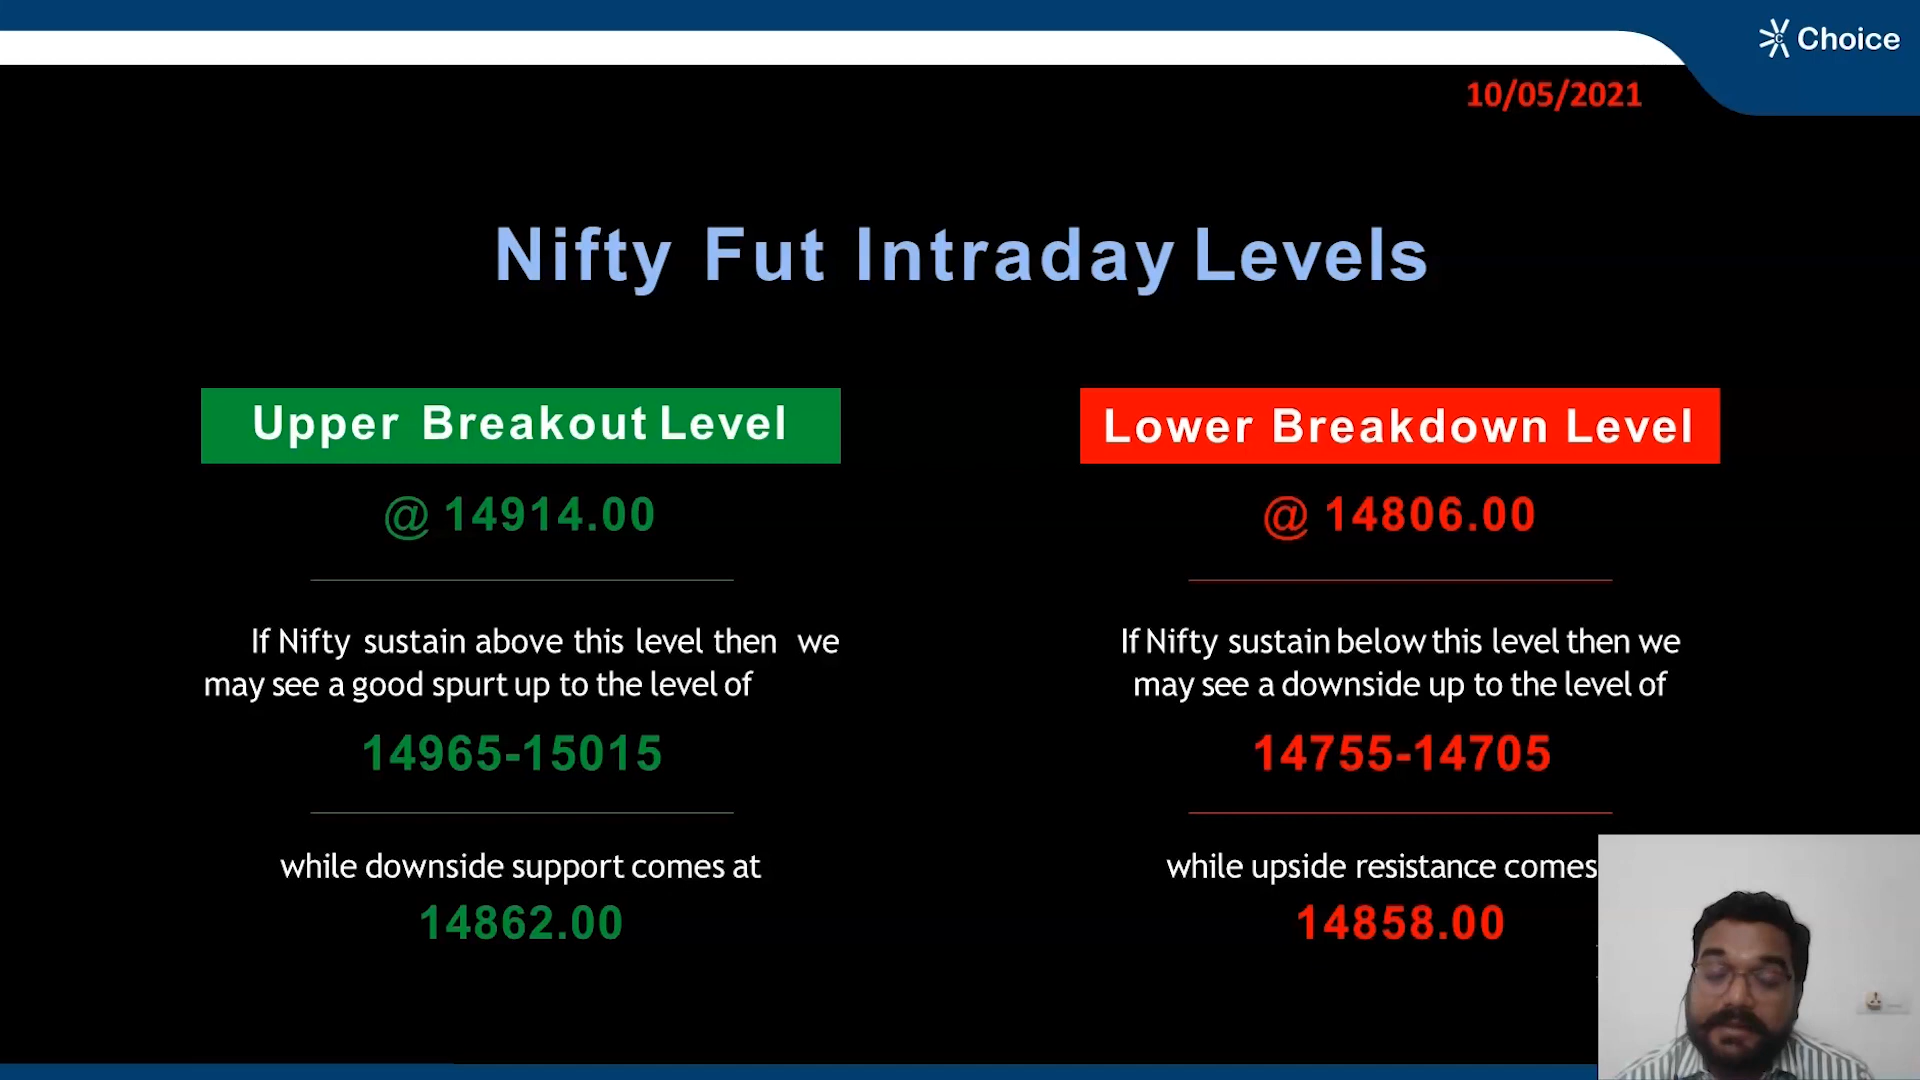 Choice
10/05/2021
Nifty Fut Intraday Levels
Upper Breakout Level
@ 14914.00
If Nifty sustain above this level then we
may see a good spurt up to the level of
14965-15015
while downside support comes at
14862.00
Lower Breakdown Level
@ 14806.00
If Nifty sustain below this level then we
may see a downside up to the level of
14755-14705
while upside resistance comes
14858.00